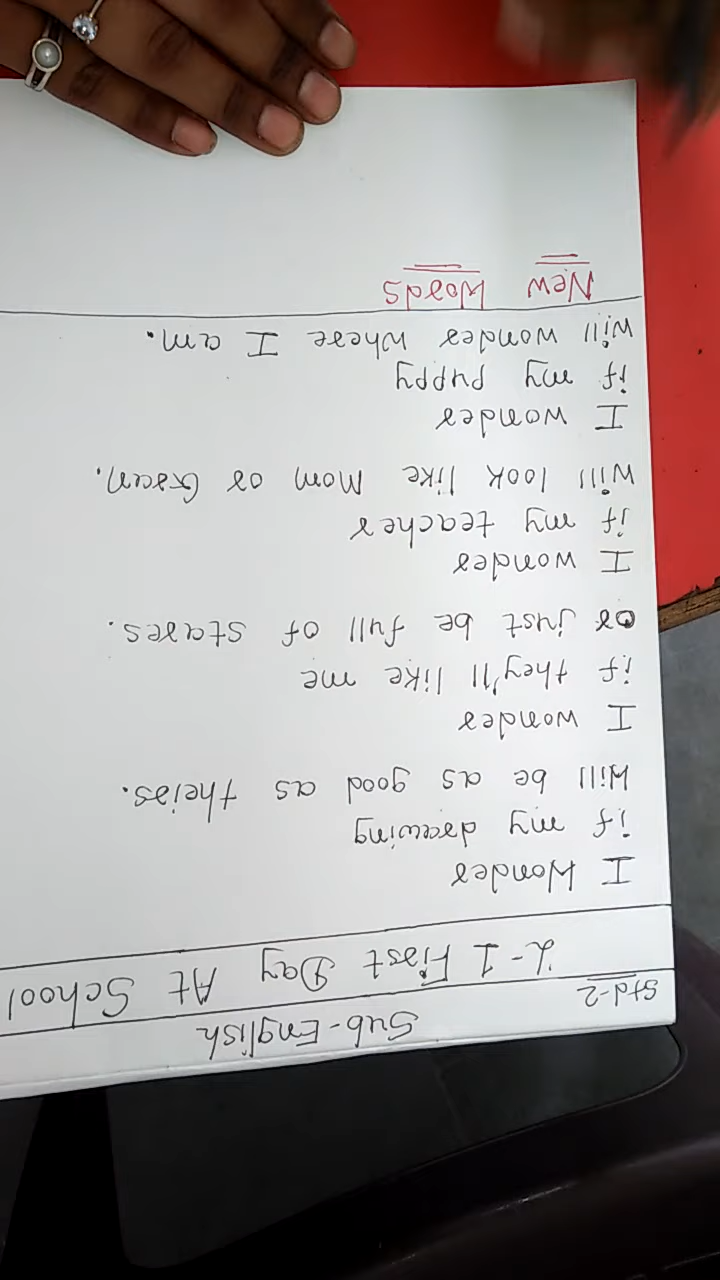 Sub-English
Std-2
L-1 First Day At School
I Wonder
if my drawing
Will be as good as theirs.
I wonder
if they'll like me
or just be full of stares.
I wonder
if my teacher
will look like Mom or Gram.
I wonder
if my puppy
will wonder where I am.
New Words